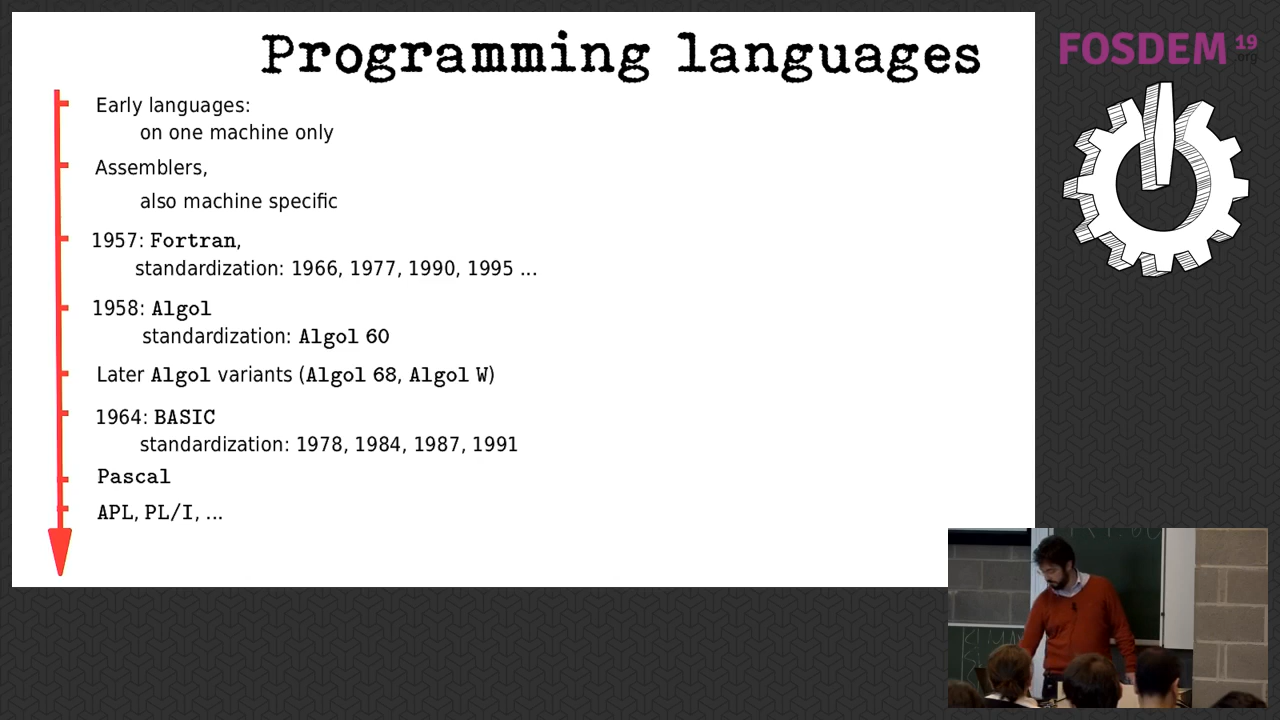 Programming languages
Early languages:
on one machine only
Assemblers,
also machine specific
1957: Fortran,
standardization: 1966, 1977, 1990, 1995 ...
1958: Algol
standardization: Algol 60
Later Algol variants (Algol 68, Algol W)
1964: BASIC
standardization: 1978, 1984, 1987, 1991
Pascal
APL, PL/I, ...
FOSDEM 19
.org